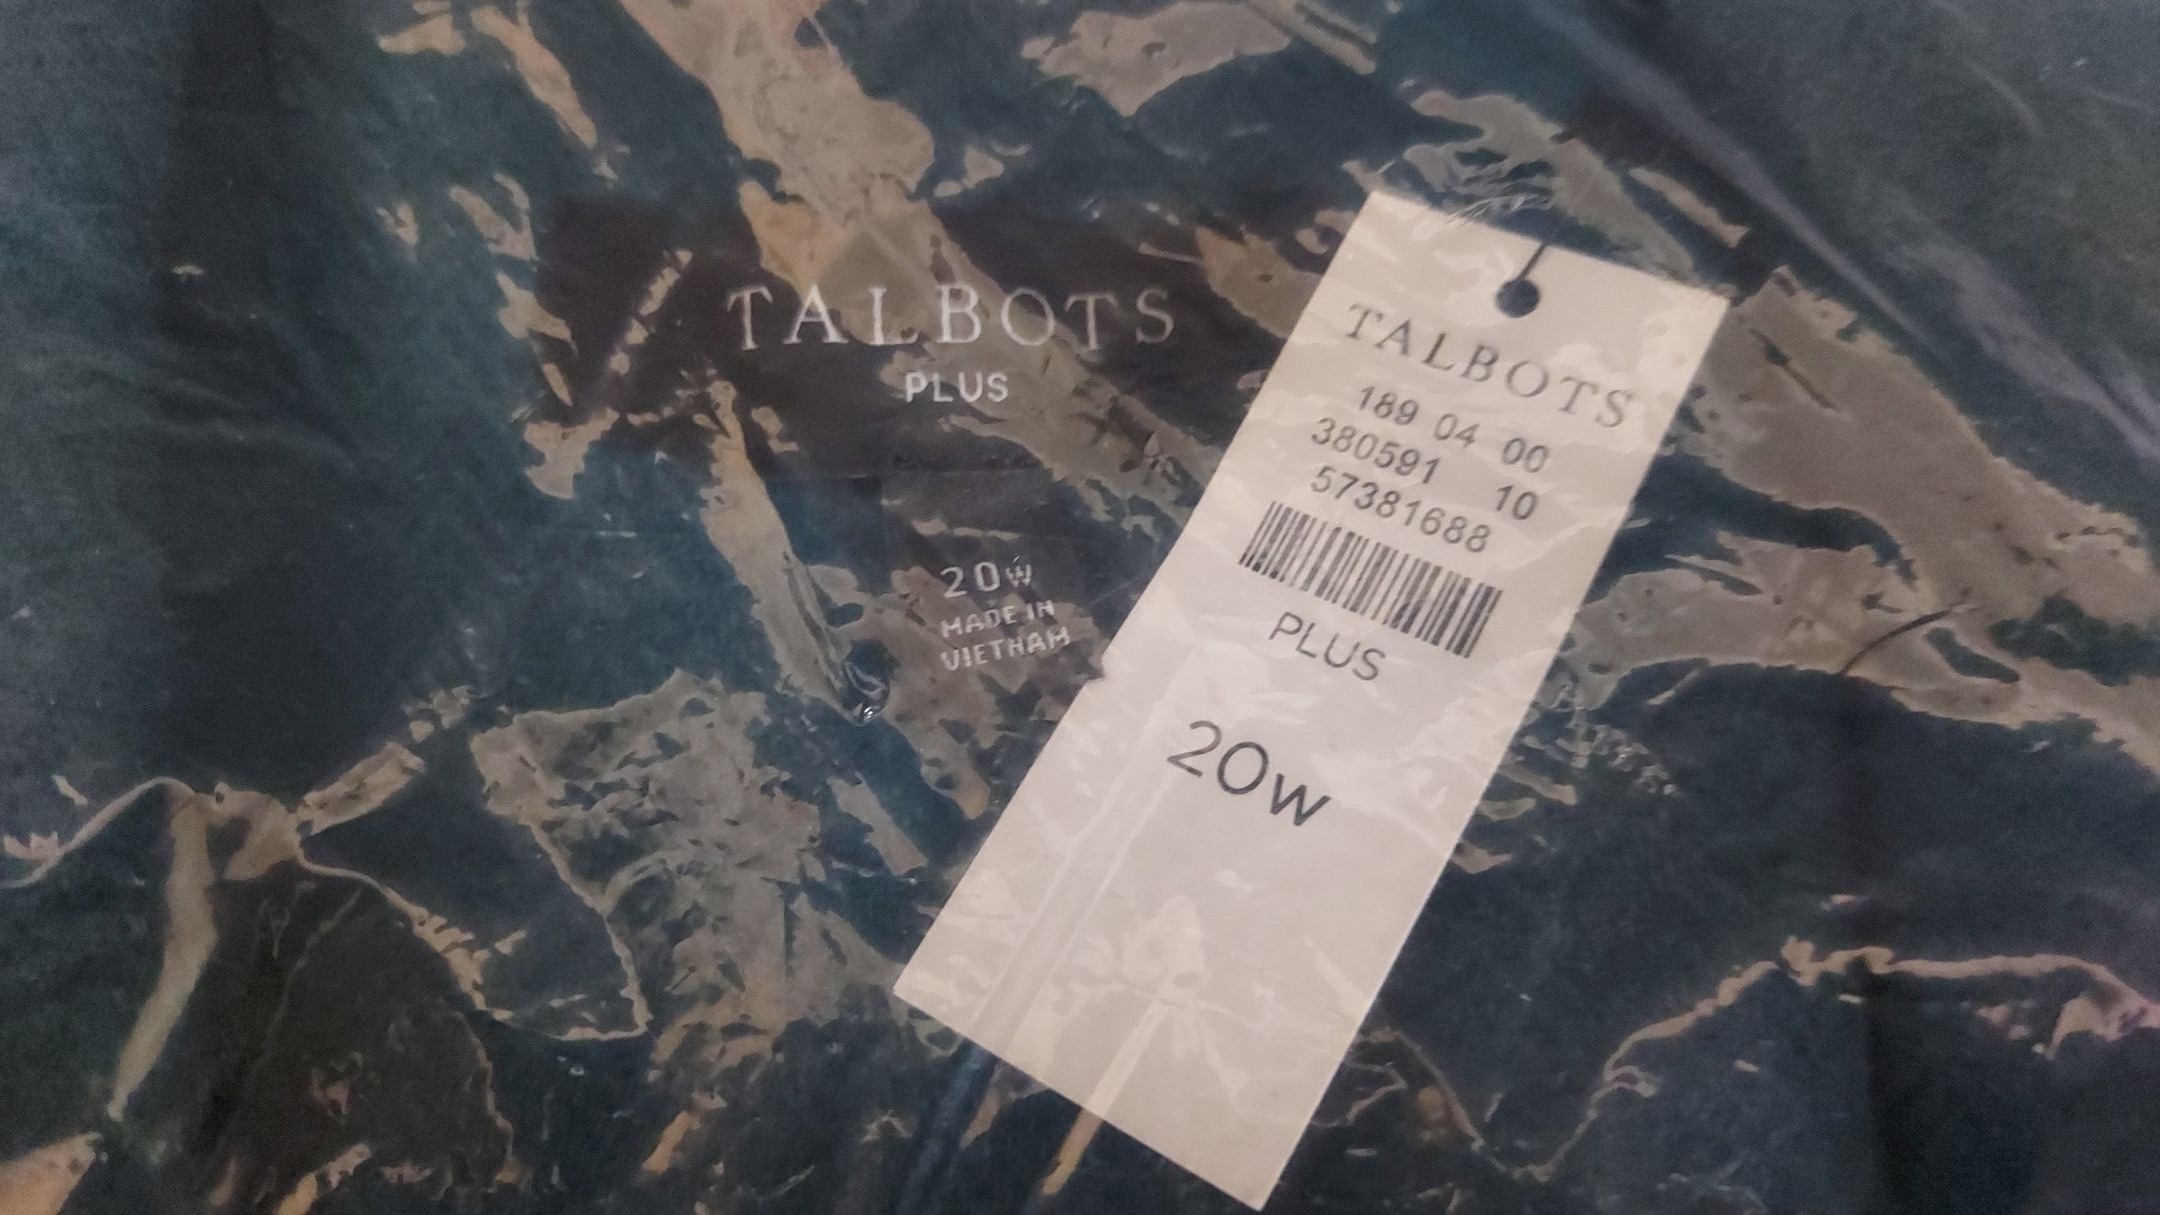 TALBOTS
PLUS
20W
MADE IN
VIETNAM
TALBOTS
189 04 00
380591 10
57381688
PLUS
20w